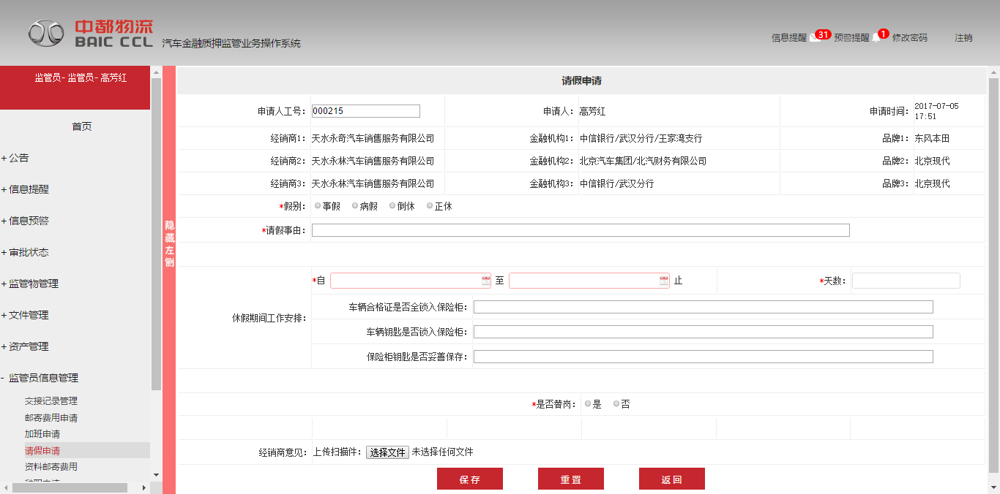 中都物流
BAIC CCL
汽车金融质押监管业务操作系统
信息提醒 31 预警提醒 1 修改密码 注销
监管员- 监管员- 高芳红
首页
+ 公告
+ 信息提醒
+ 信息预警
+ 审批状态
+ 监管物管理
+ 文件管理
+ 资产管理
- 监管员信息管理
交接记录管理
邮寄费用申请
加班申请
请假申请
资料邮寄费用
隐藏左侧
请假申请
申请人工号： 000215 申请人： 高芳红 申请时间： 2017-07-05 17:51
经销商1： 天水永奇汽车销售服务有限公司 金融机构1： 中信银行/武汉分行/王家湾支行 品牌1： 东风本田
经销商2： 天水永林汽车销售服务有限公司 金融机构2： 北京汽车集团/北汽财务有限公司 品牌2： 北京现代
经销商3： 天水永林汽车销售服务有限公司 金融机构3： 中信银行/武汉分行 品牌3： 北京现代
*假别： 事假 病假 倒休 正休
*请假事由：
*自 至 止 *天数：
休假期间工作安排：
车辆合格证是否全锁入保险柜：
车辆钥匙是否锁入保险柜：
保险柜钥匙是否妥善保存：
*是否替岗： 是 否
经销商意见： 上传扫描件： 选择文件 未选择任何文件
保 存 重 置 返 回